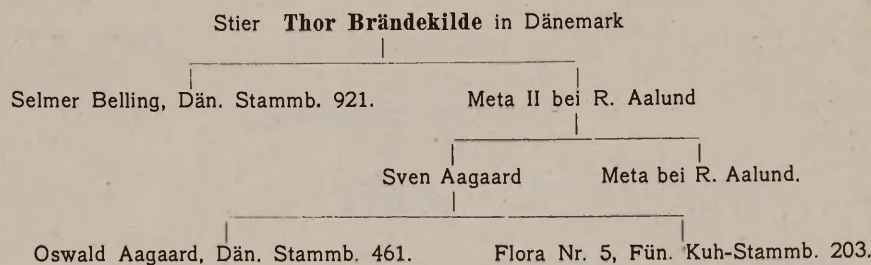 Stier Thor Brändekilde in Dänemark
Selmer Belling, Dän. Stammb. 921. Meta II bei R. Aalund
Sven Aagaard Meta bei R. Aalund.
Oswald Aagaard, Dän. Stammb. 461. Flora Nr. 5, Fün. Kuh-Stammb. 203.